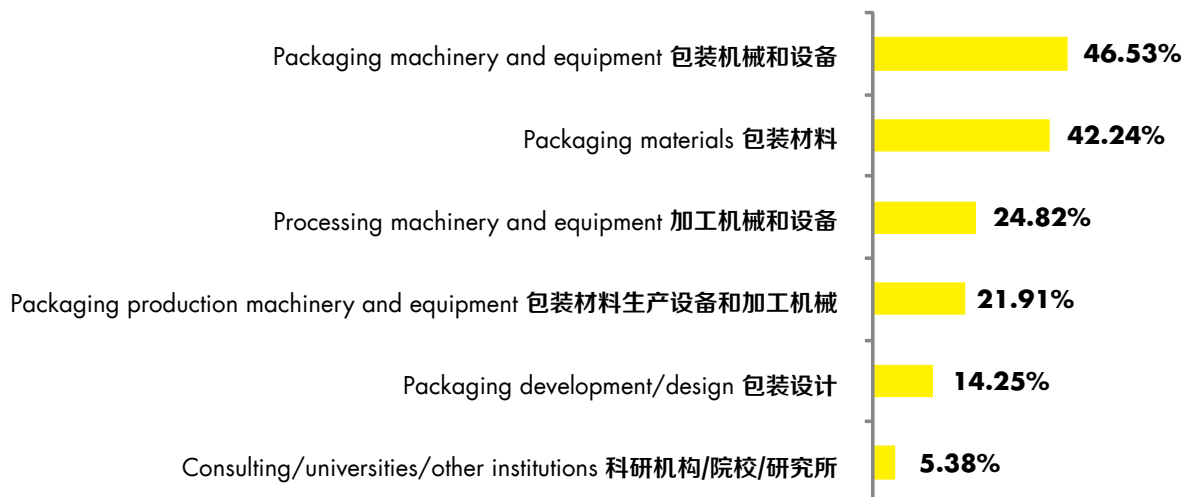 Packaging machinery and equipment 包装机械和设备 46.53%
Packaging materials 包装材料 42.24%
Processing machinery and equipment 加工机械和设备 24.82%
Packaging production machinery and equipment 包装材料生产设备和加工机械 21.91%
Packaging development/design 包装设计 14.25%
Consulting/universities/other institutions 科研机构/院校/研究所 5.38%